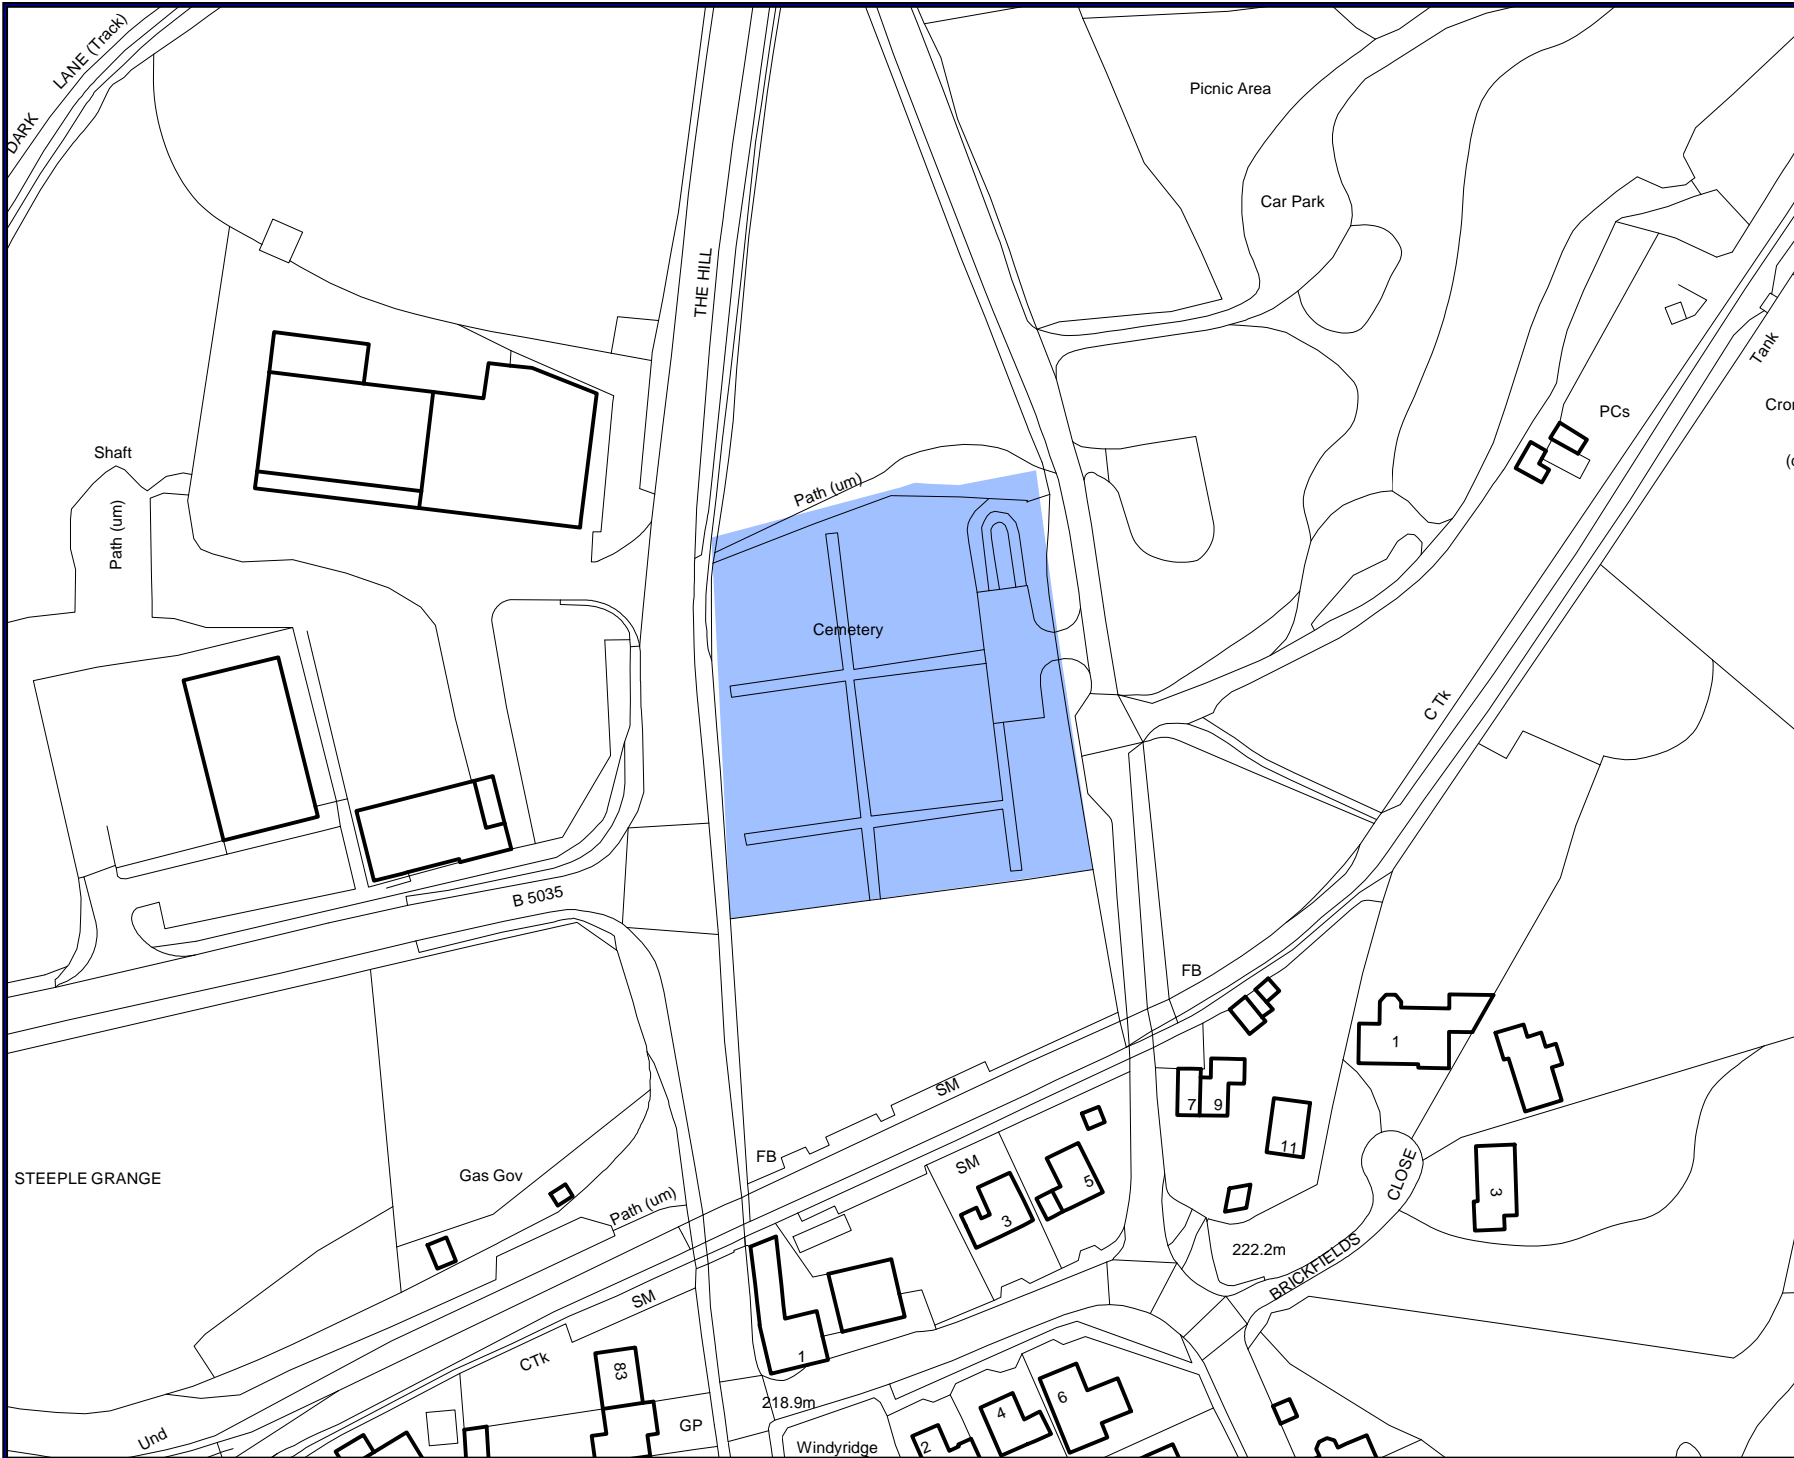 LANE (Track)
DARK
Picnic Area
Car Park
THE HILL
Tank
PCs
Shaft
Path (um)
Path (um)
Cemetery
C Tk
B 5035
FB
1
SM
7
9
11
FB
SM
STEEPLE GRANGE
Gas Gov
Path (um)
5
3
3
CLOSE
222.2m
BRICKFIELDS
SM
1
CTk
83
218.9m
6
4
GP
2
Windyridge
Und